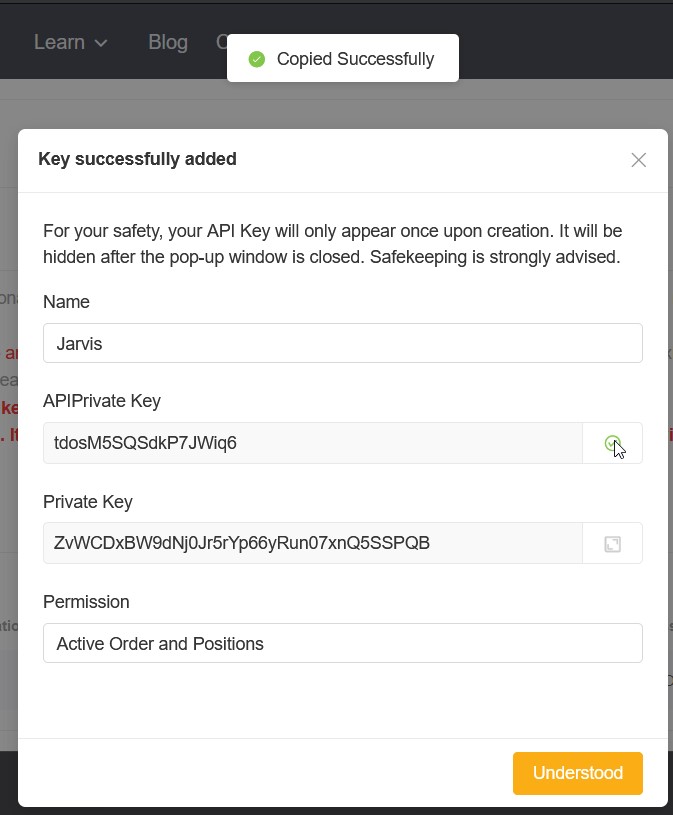 Learn
Blog
Copied Successfully
Key successfully added
For your safety, your API Key will only appear once upon creation. It will be
hidden after the pop-up window is closed. Safekeeping is strongly advised.
Name
Jarvis
APIPrivate Key
tdosM5SQSdkP7JWiq6
Private Key
ZvWCDxBW9dNj0Jr5rYp66yRun07xnQ5SSPQB
Permission
Active Order and Positions
Understood